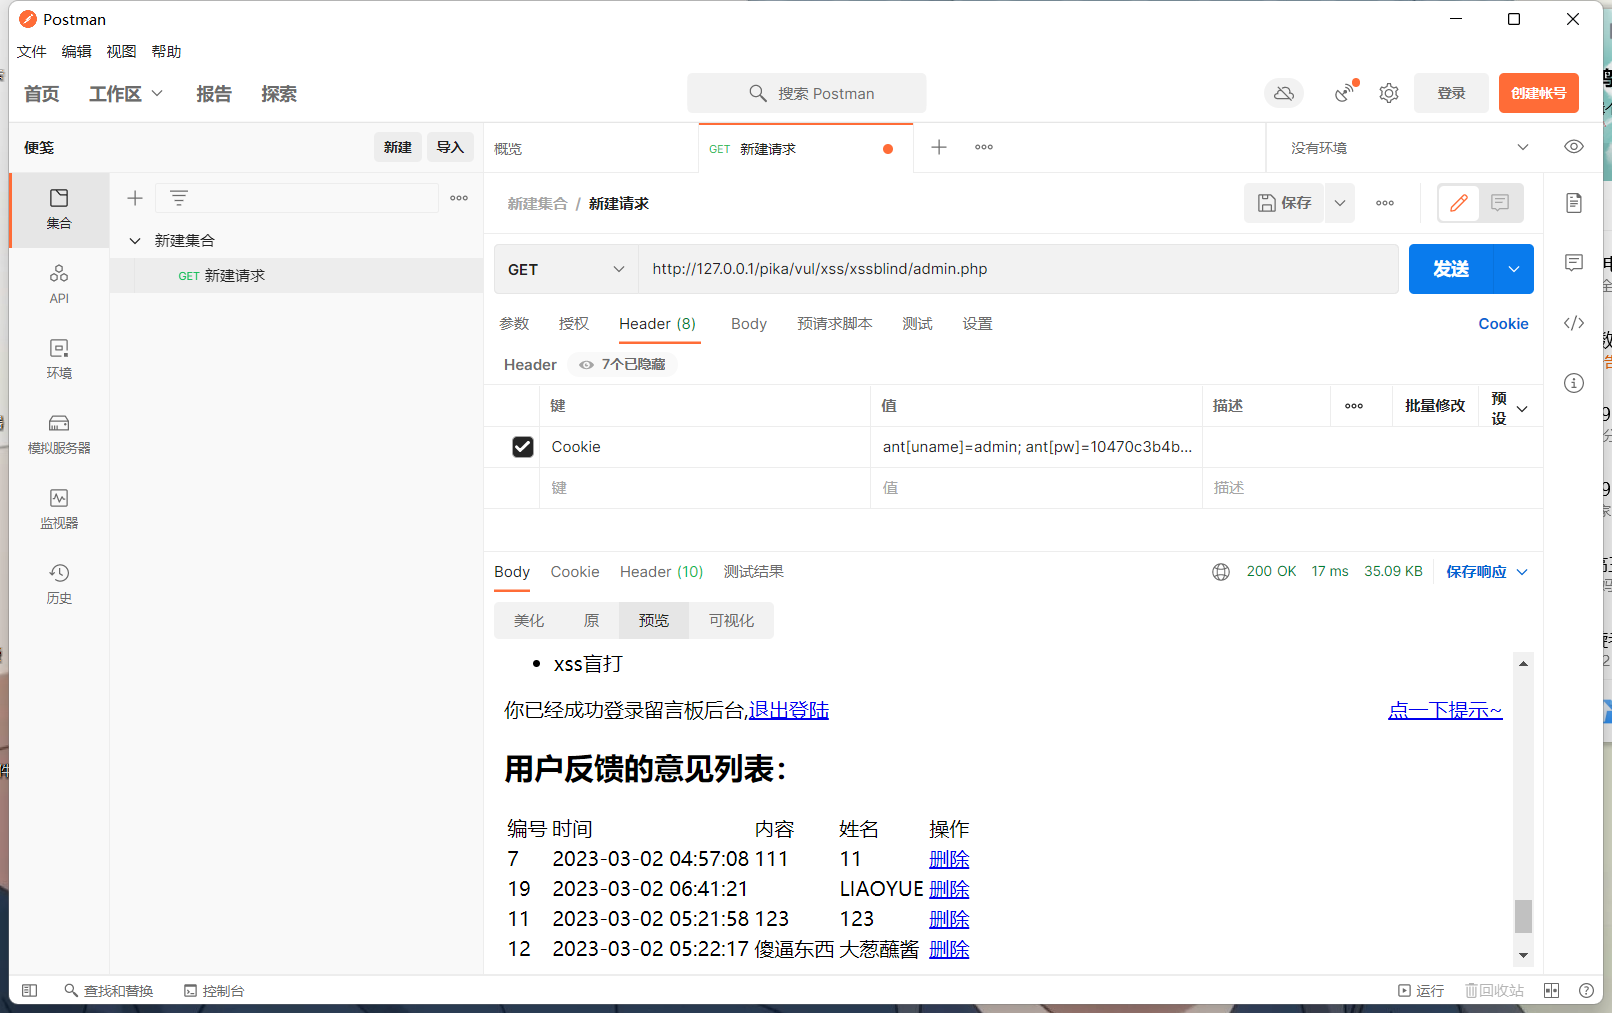 Postman
文件 编辑 视图 帮助
首页 工作区 报告 探索 搜索 Postman 登录 创建帐号
便笺 新建 导入 概览 GET 新建请求 没有环境
集合
API
环境
模拟服务器
监视器
历史
新建集合
GET 新建请求
新建集合 / 新建请求 保存
GET http://127.0.0.1/pika/vul/xss/xssblind/admin.php 发送
参数 授权 Header (8) Body 预请求脚本 测试 设置 Cookie
Header 7个已隐藏
键 值 描述 批量修改 预设
Cookie ant[uname]=admin; ant[pw]=10470c3b4b...
键 值 描述
Body Cookie Header (10) 测试结果 200 OK 17 ms 35.09 KB 保存响应
美化 原 预览 可视化
• xss盲打
你已经成功登录留言板后台,退出登陆 点一下提示~
用户反馈的意见列表：
编号 时间 内容 姓名 操作
7 2023-03-02 04:57:08 111 11 删除
19 2023-03-02 06:41:21 LIAOYUE 删除
11 2023-03-02 05:21:58 123 123 删除
12 2023-03-02 05:22:17 傻逼东西 大葱蘸酱 删除
查找和替换 控制台 运行 回收站